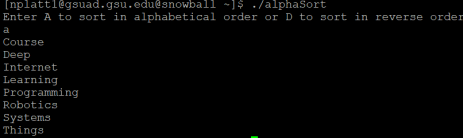 [nplatt1@gsuad.gsu.edu@snowball ~]$ ./alphaSort
Enter A to sort in alphabetical order or D to sort in reverse order
a
Course
Deep
Internet
Learning
Programming
Robotics
Systems
Things